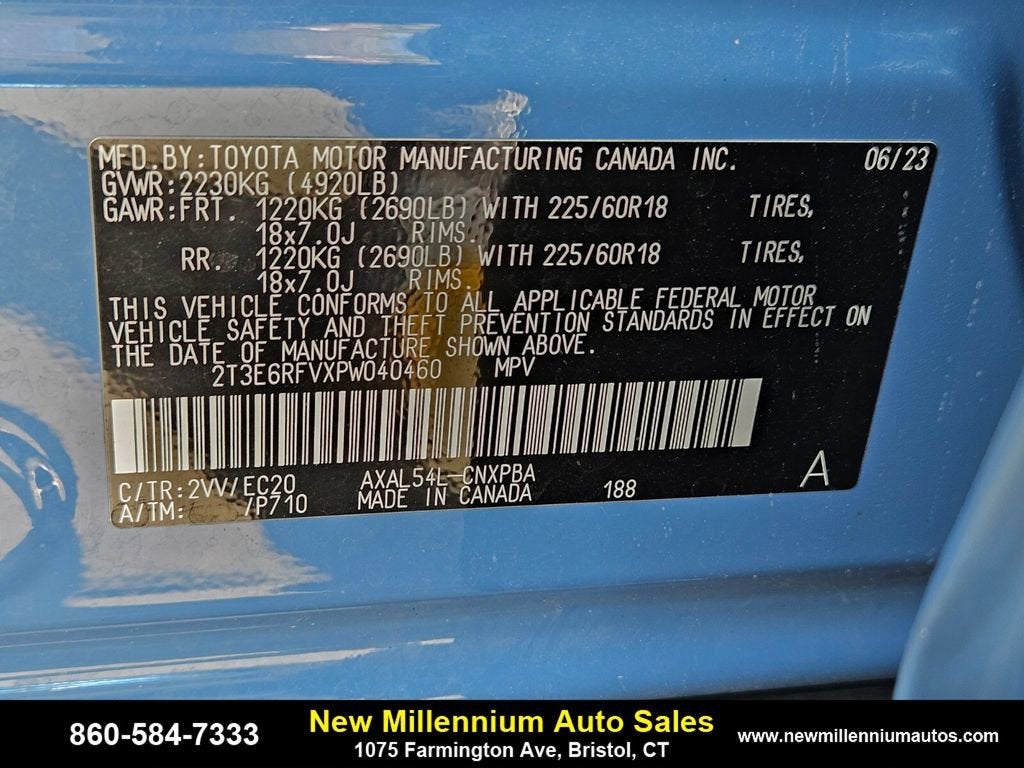 MFD. BY: TOYOTA MOTOR MANUFACTURING CANADA INC. 06/23
GVWR: 2230KG (4920LB)
GAWR: FRT. 1220KG (2690LB) WITH 225/60R18 TIRES,
18x7.0J RIMS.
RR. 1220KG (2690LB) WITH 225/60R18 TIRES,
18x7.0J RIMS.
THIS VEHICLE CONFORMS TO ALL APPLICABLE FEDERAL MOTOR
VEHICLE SAFETY AND THEFT PREVENTION STANDARDS IN EFFECT ON
THE DATE OF MANUFACTURE SHOWN ABOVE.
2T3E6RFVXPW040460 MPV
C/TR: 2VV/EC20 AXAL54L-CNXPBA
A/TM: /P710 MADE IN CANADA 188 A
860-584-7333
New Millennium Auto Sales
1075 Farmington Ave, Bristol, CT
www.newmillenniumautos.com